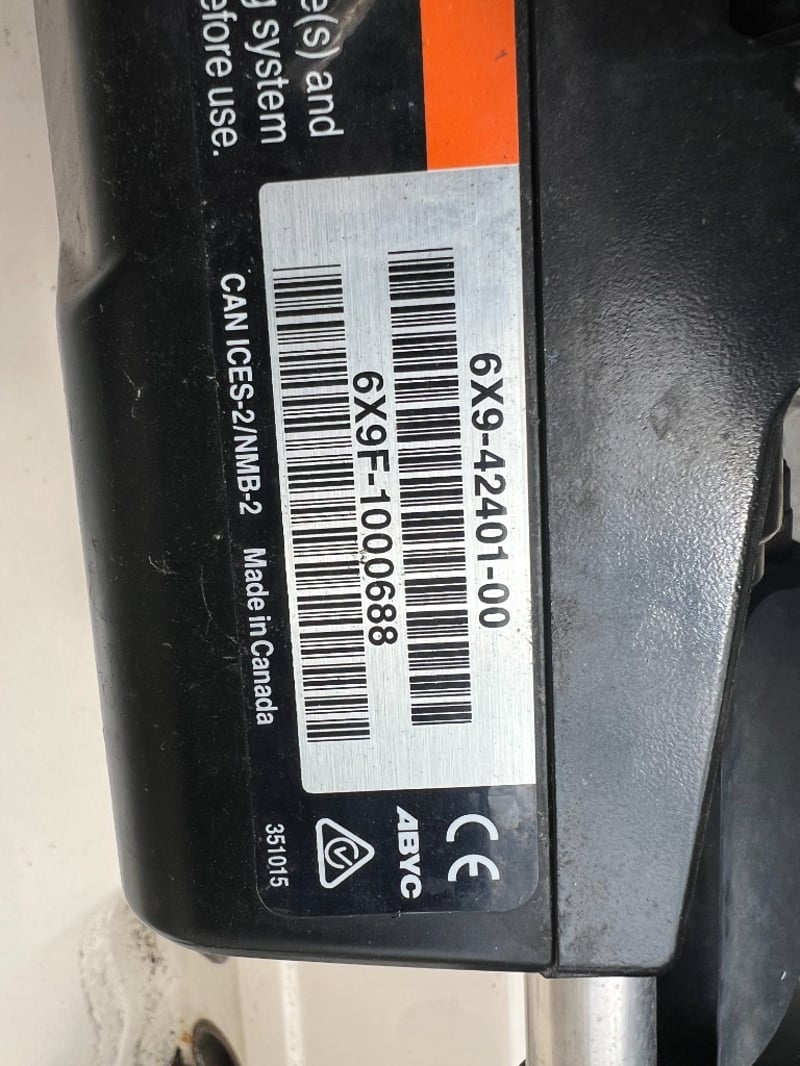 e(s) and
g system
efore use.
6X9-42401-00
6X9F-1000688
CAN ICES-2/NMB-2 Made in Canada
CE
ABYC
351015